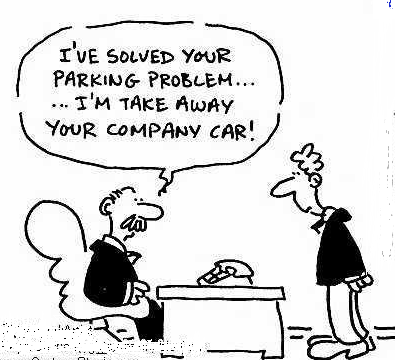 I'VE SOLVED YOUR
PARKING PROBLEM...
... I'M TAKE AWAY
YOUR COMPANY CAR!